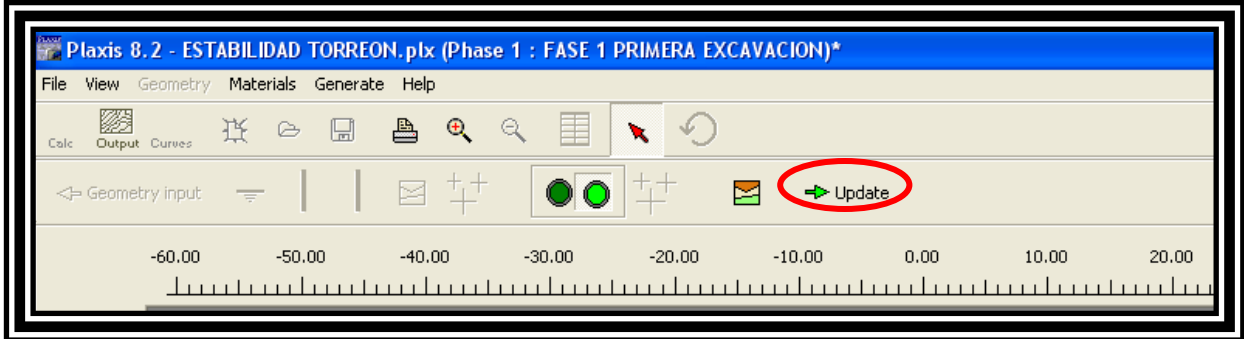 Plaxis 8.2 - ESTABILIDAD TORREON.plx (Phase 1 : FASE 1 PRIMERA EXCAVACION)*
File View Geometry Materials Generate Help
Calc Output Curves
Geometry input Update
-60.00 -50.00 -40.00 -30.00 -20.00 -10.00 0.00 10.00 20.00